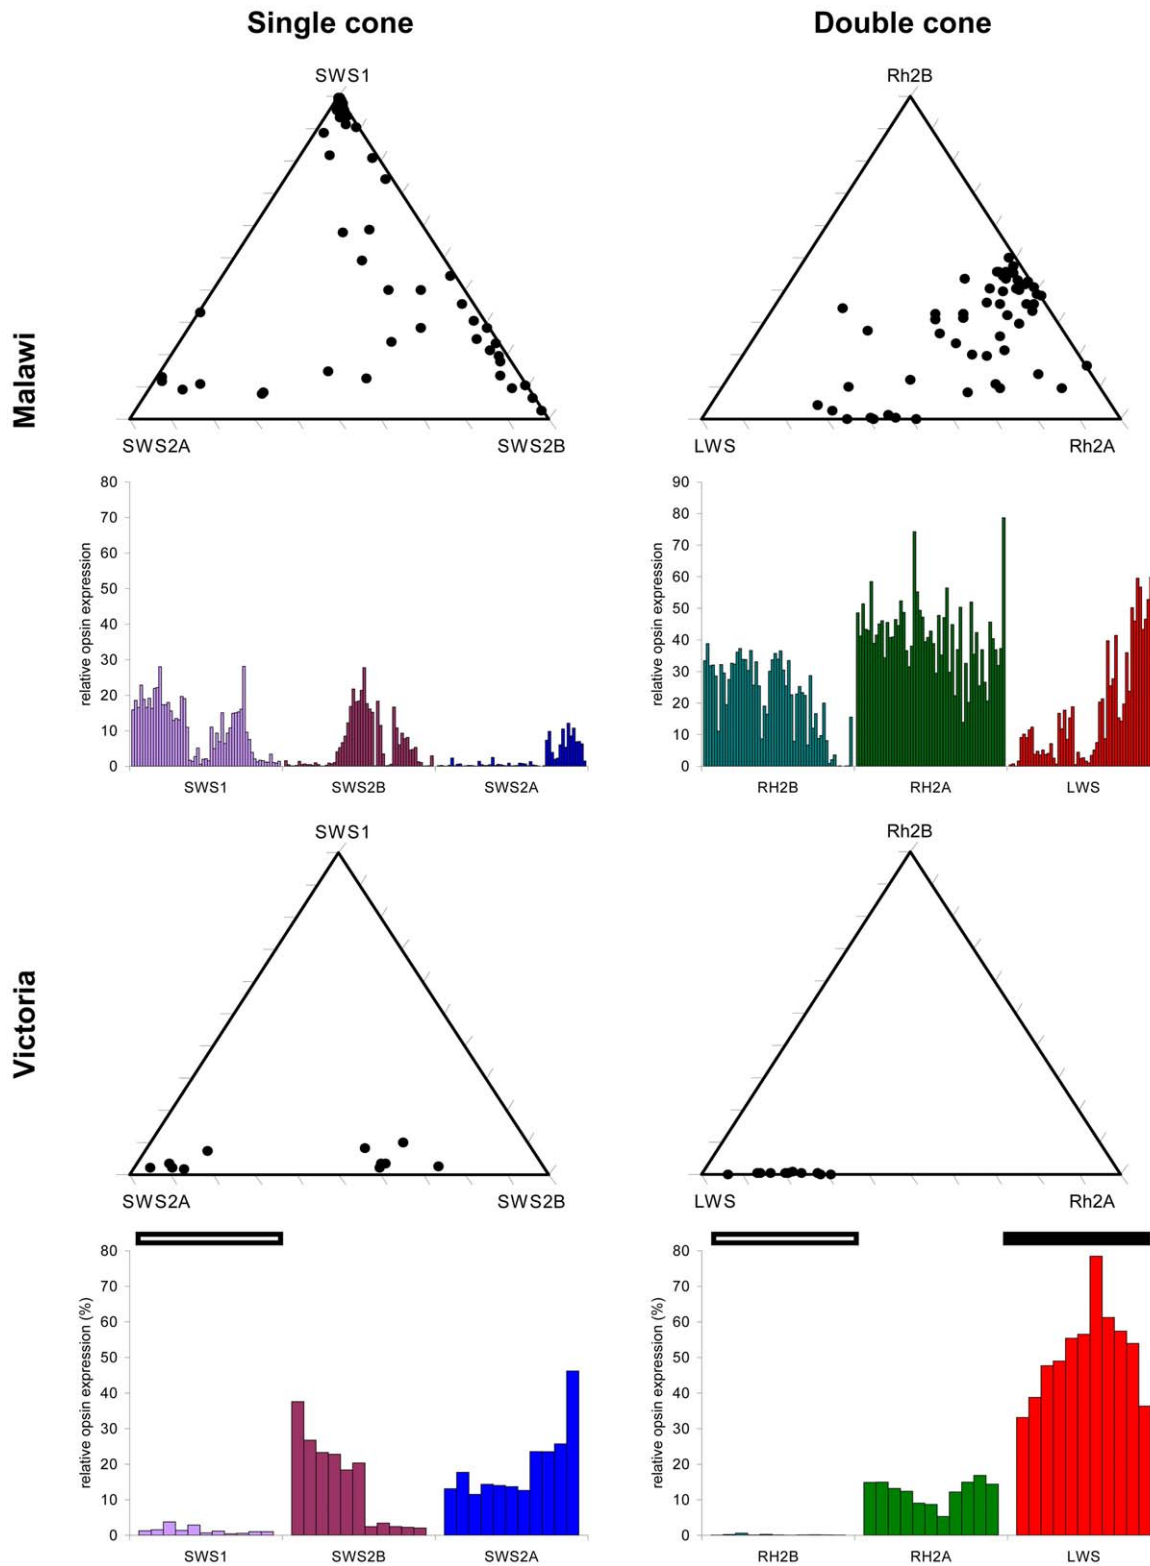 Single cone
Double cone
Malawi
SWS1
SWS2A
SWS2B
Rh2B
LWS
Rh2A
relative opsin expression
80
70
60
50
40
30
20
10
0
SWS1
SWS2B
SWS2A
relative opsin expression
90
80
70
60
50
40
30
20
10
0
RH2B
RH2A
LWS
Victoria
SWS1
SWS2A
SWS2B
Rh2B
LWS
Rh2A
relative opsin expression (%)
80
70
60
50
40
30
20
10
0
SWS1
SWS2B
SWS2A
relative opsin expression (%)
80
70
60
50
40
30
20
10
0
RH2B
RH2A
LWS